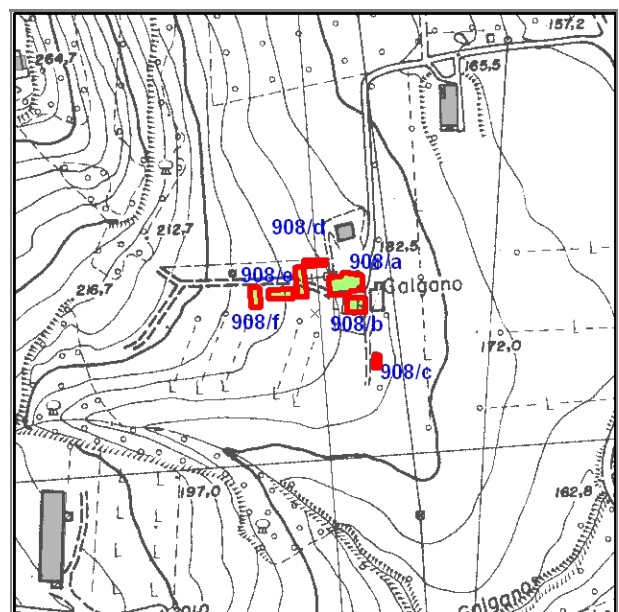 157,2
264,7
165,5
212,7
908/d
182,5
908/a
908/e
Galgano
216,7
908/f
908/b
172,0
908/c
197,0
162,8
Galgano